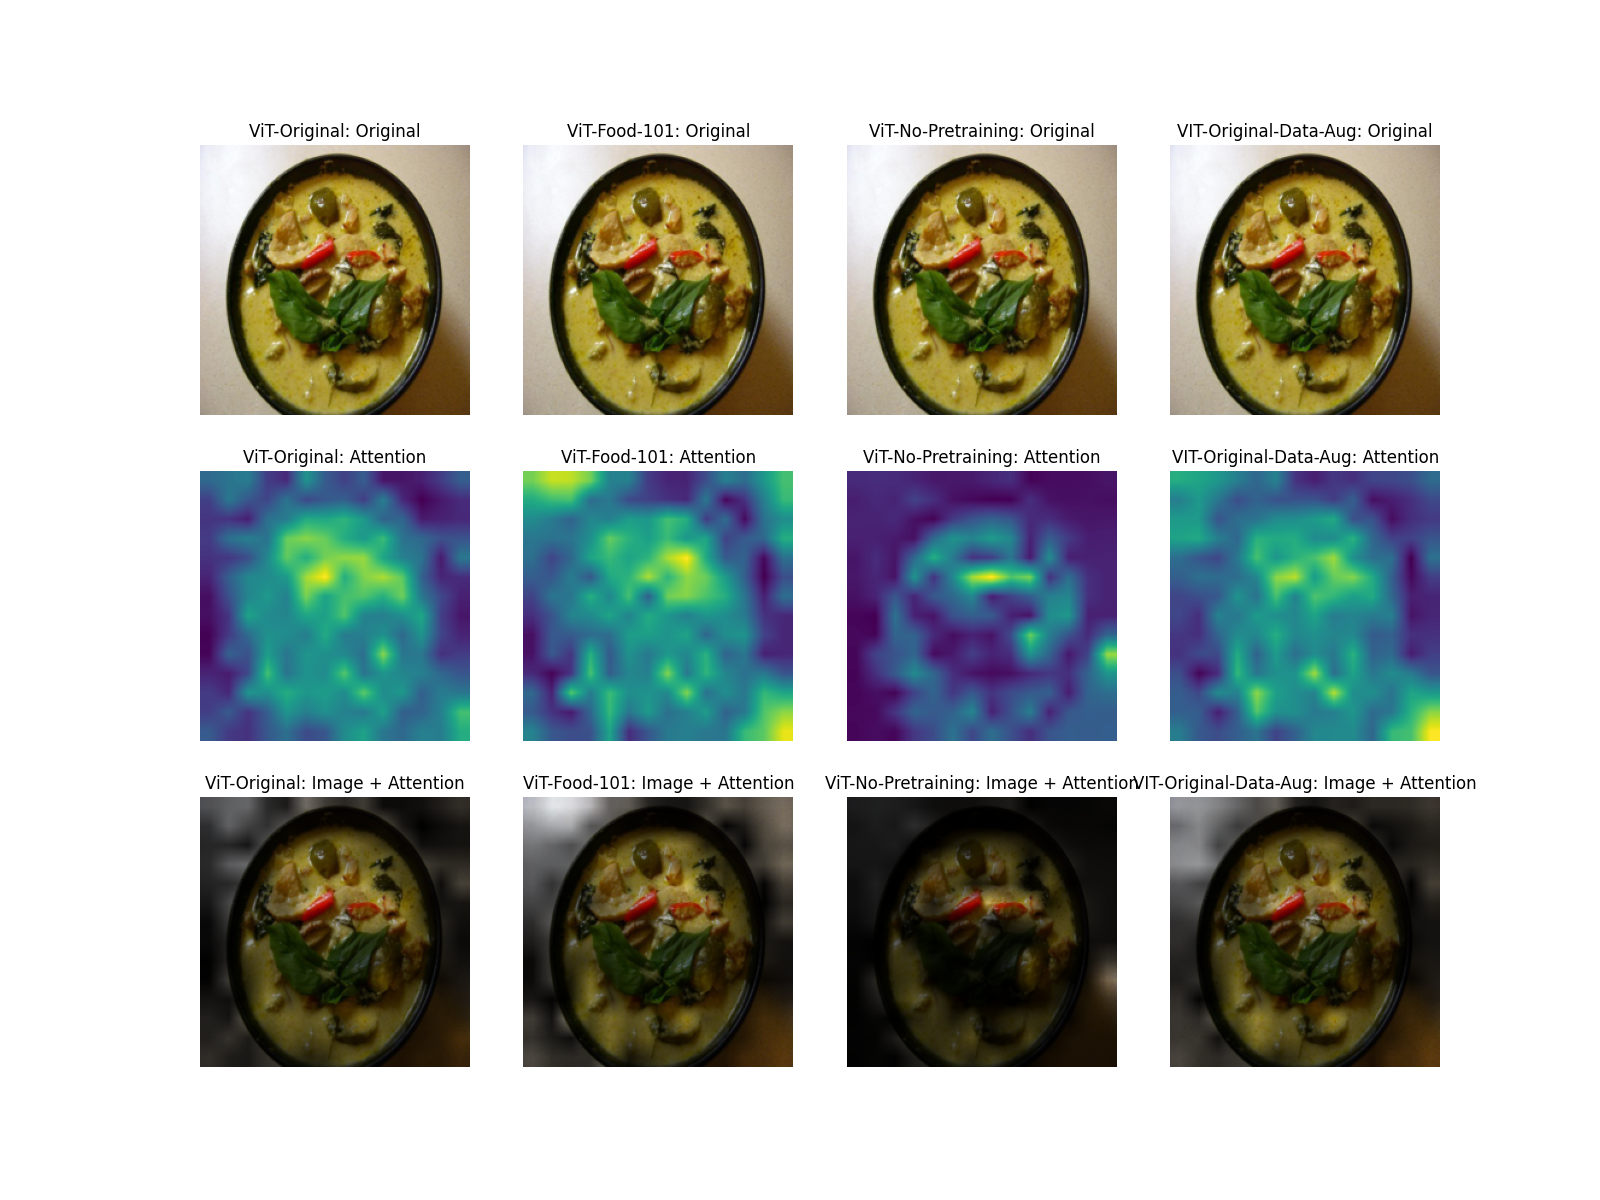 ViT-Original: Original
ViT-Food-101: Original
ViT-No-Pretraining: Original
VIT-Original-Data-Aug: Original
ViT-Original: Attention
ViT-Food-101: Attention
ViT-No-Pretraining: Attention
VIT-Original-Data-Aug: Attention
ViT-Original: Image + Attention
ViT-Food-101: Image + Attention
ViT-No-Pretraining: Image + Attention
VIT-Original-Data-Aug: Image + Attention